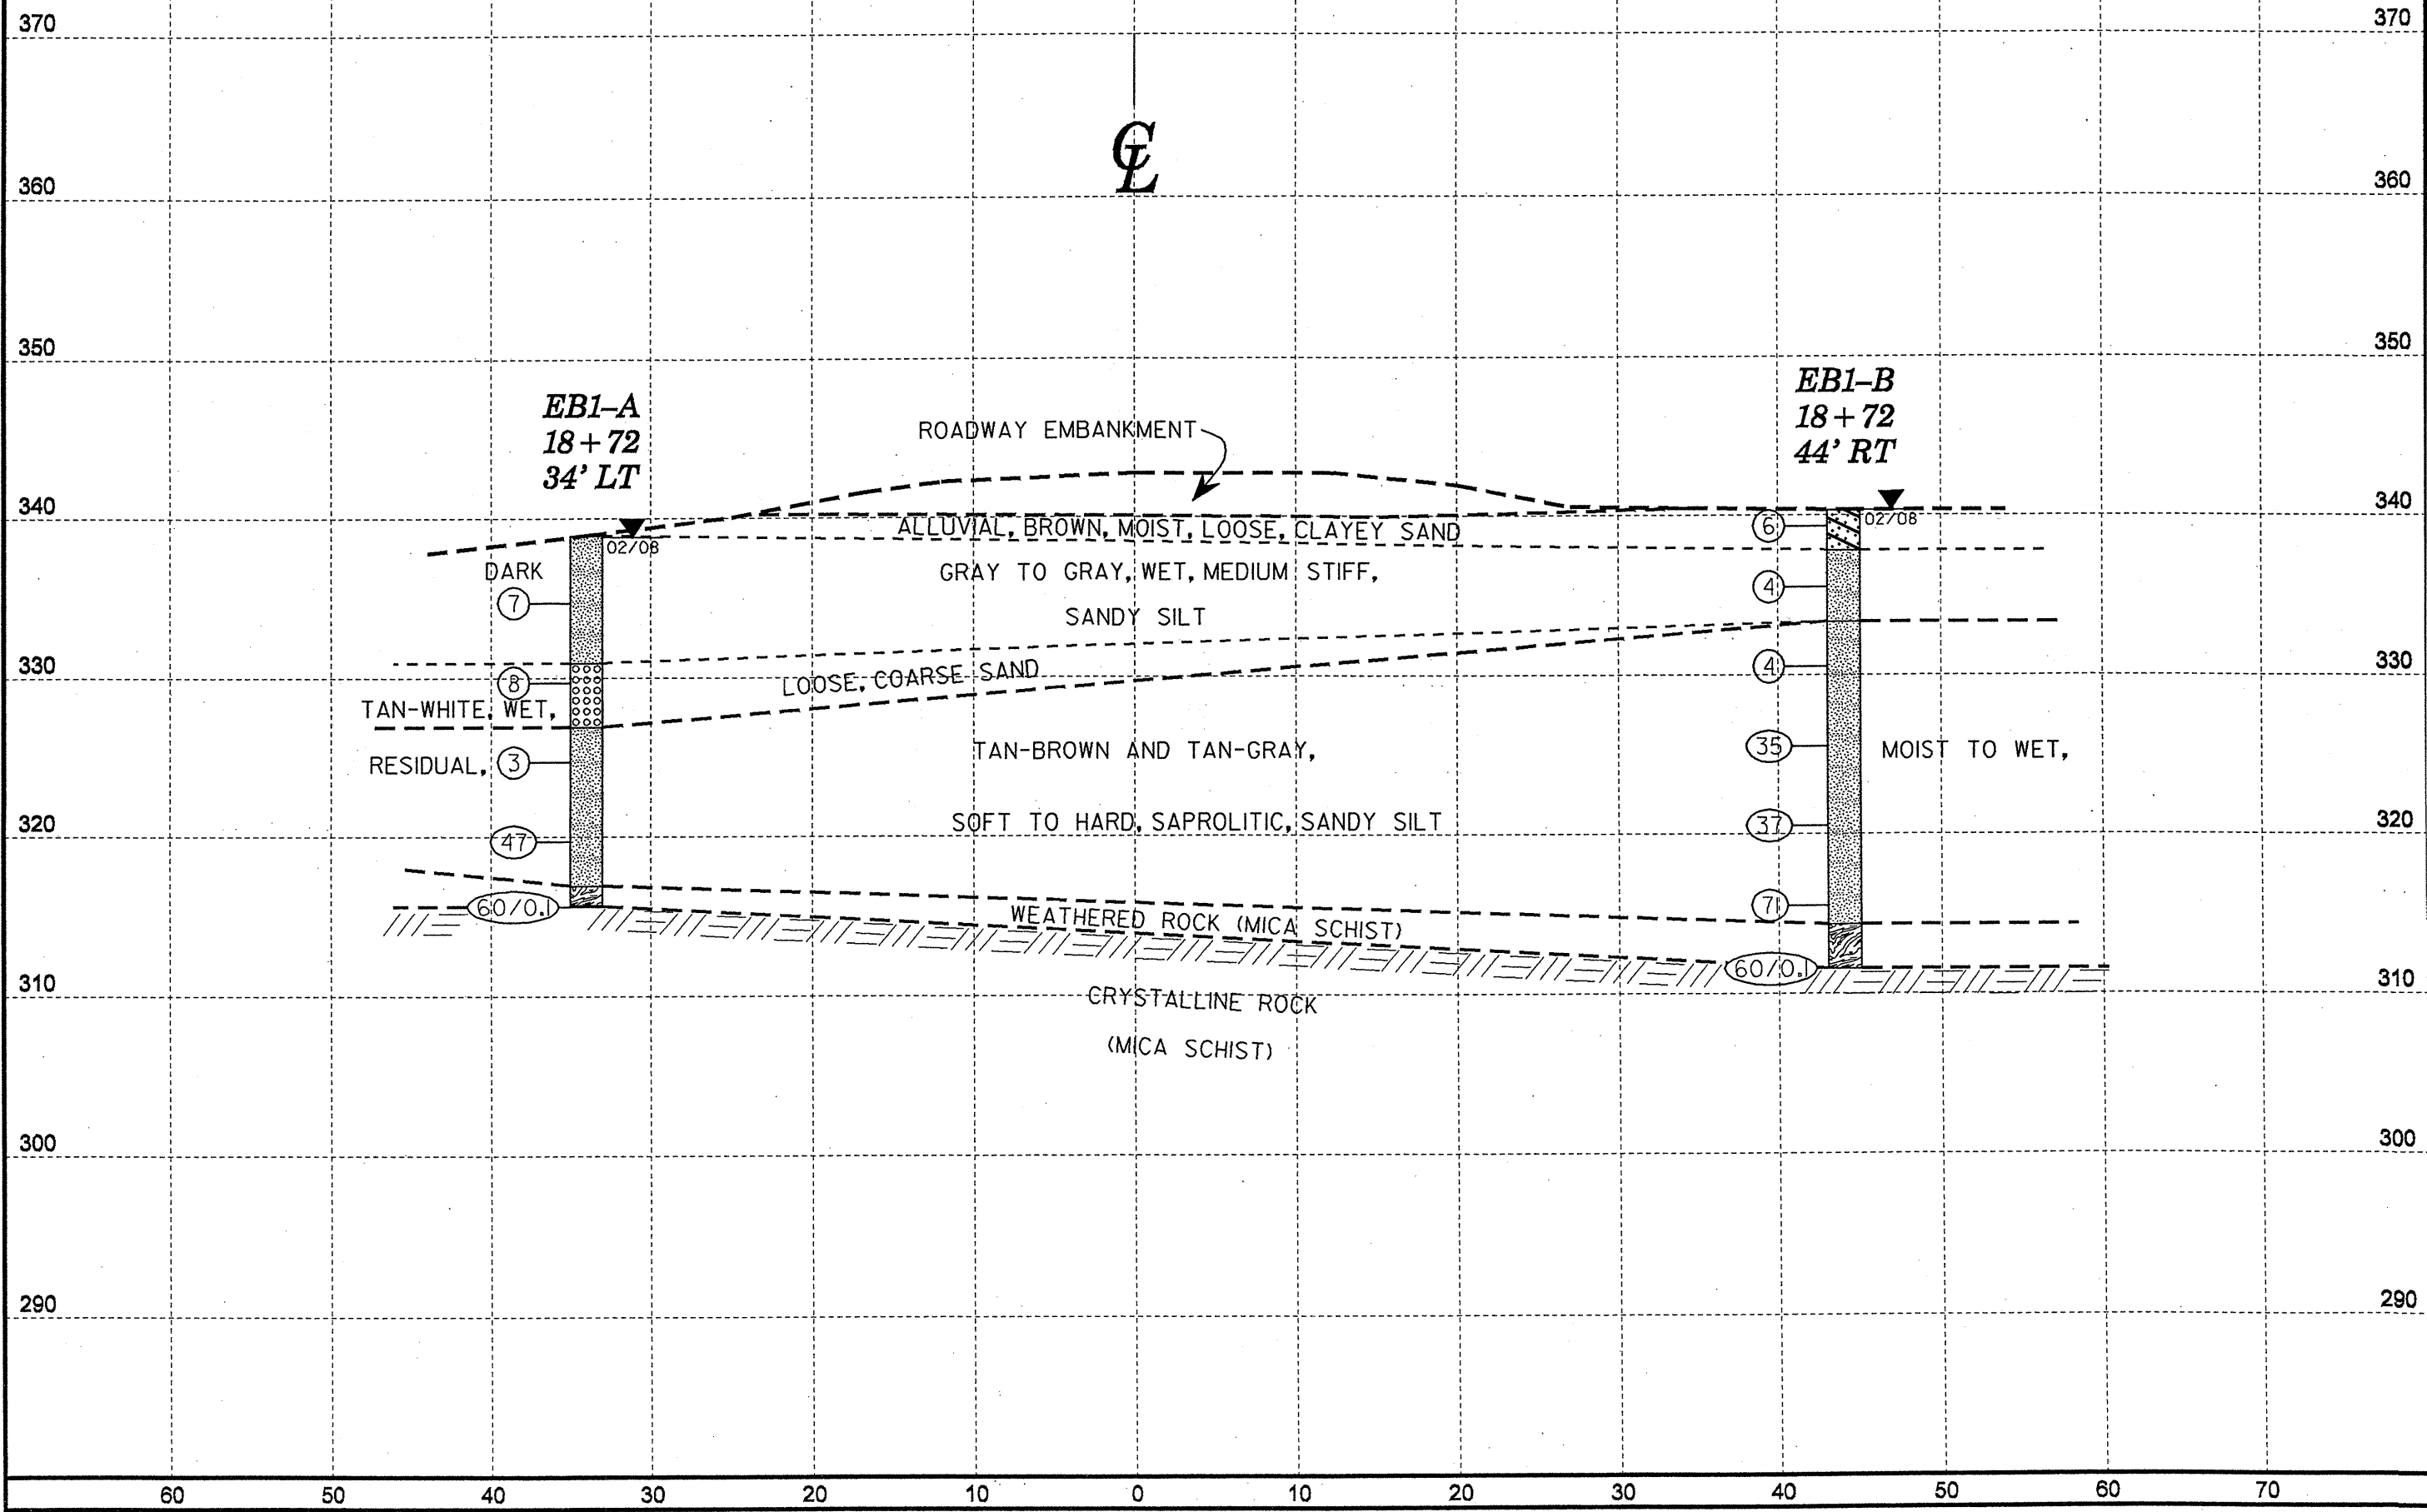 370 370
℄
360 360
350 350
EB1-A
18+72
34' LT
EB1-B
18+72
44' RT
ROADWAY EMBANKMENT
340 340
ALLUVIAL, BROWN, MOIST, LOOSE, CLAYEY SAND
6
02/08
02/08
DARK GRAY TO GRAY, WET, MEDIUM STIFF,
7
4
SANDY SILT
330 330
LOOSE, COARSE SAND
8
4
TAN-WHITE, WET,
TAN-BROWN AND TAN-GRAY,
35
MOIST TO WET,
RESIDUAL,
3
320 320
SOFT TO HARD, SAPROLITIC, SANDY SILT
37
47
60/0.1
WEATHERED ROCK (MICA SCHIST)
71
60/0.1
310 310
CRYSTALLINE ROCK
(MICA SCHIST)
300 300
290 290
60 50 40 30 20 10 0 10 20 30 40 50 60 70